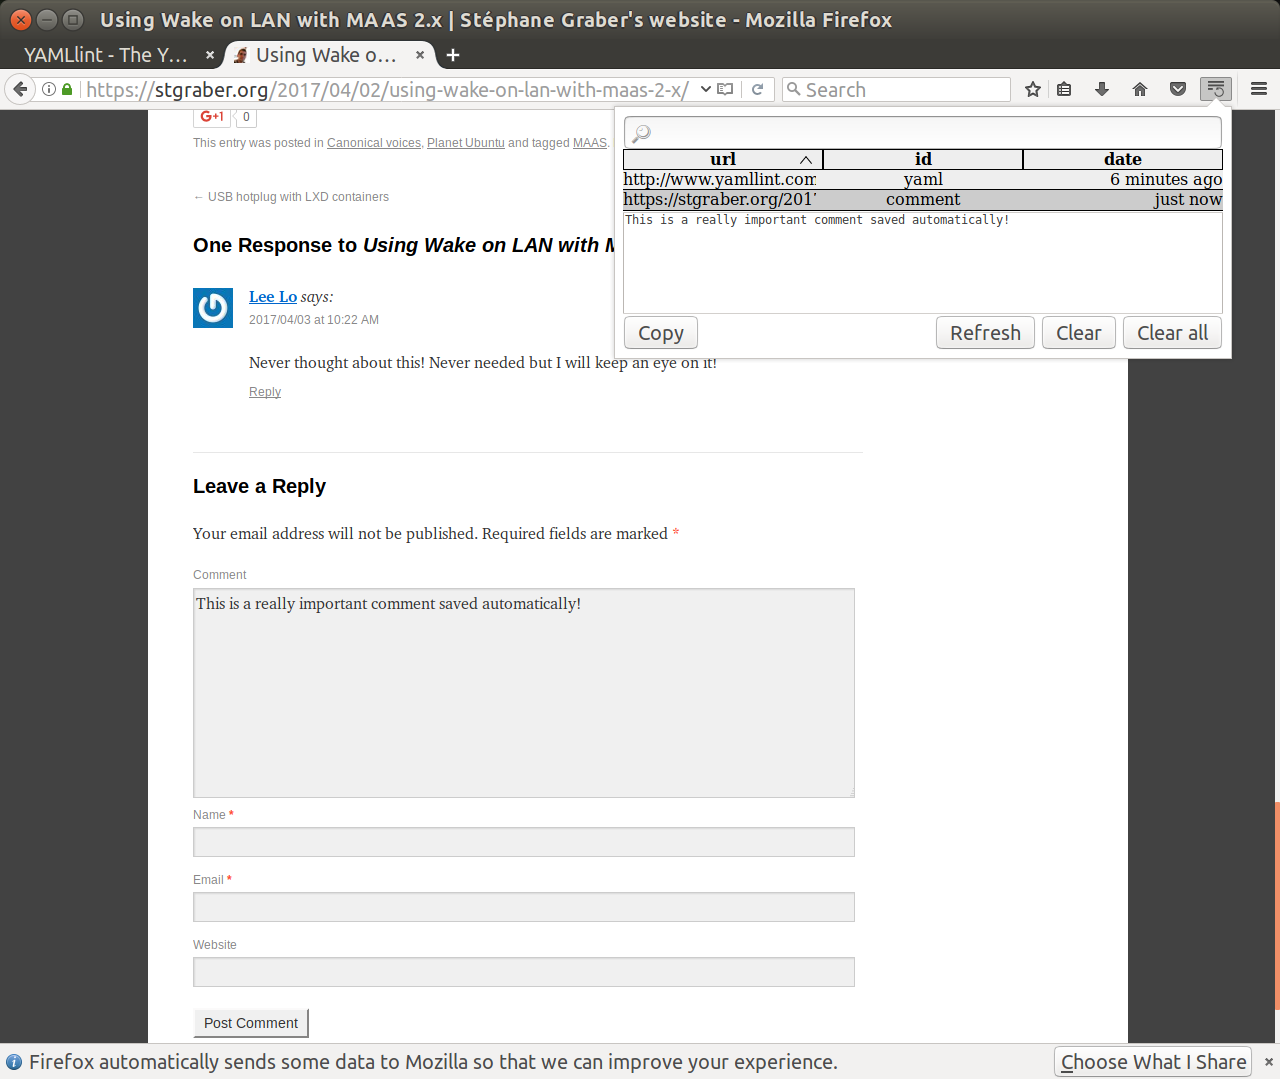 Using Wake on LAN with MAAS 2.x | Stéphane Graber's website - Mozilla Firefox
YAMLlint - The Y...
Using Wake o...
https://stgraber.org/2017/04/02/using-wake-on-lan-with-maas-2-x/
Search
G+1
0
This entry was posted in Canonical voices, Planet Ubuntu and tagged MAAS.
url id date
http://www.yamllint.com yaml 6 minutes ago
https://stgraber.org/201 comment just now
This is a really important comment saved automatically!
Copy Refresh Clear Clear all
← USB hotplug with LXD containers
One Response to Using Wake on LAN with
Lee Lo says:
2017/04/03 at 10:22 AM
Never thought about this! Never needed but I will keep an eye on it!
Reply
Leave a Reply
Your email address will not be published. Required fields are marked *
Comment
This is a really important comment saved automatically!
Name *
Email *
Website
Post Comment
Firefox automatically sends some data to Mozilla so that we can improve your experience.
Choose What I Share